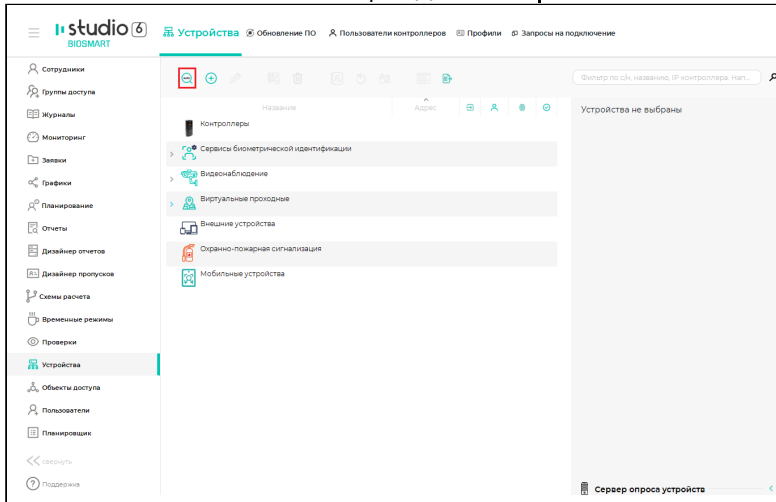 studio 6
BIOSMART
Устройства
Обновление ПО
Пользователи контроллеров
Профили
Запросы на подключение
Сотрудники
Группы доступа
Журналы
Мониторинг
Заявки
Графики
Планирование
Отчеты
Дизайнер отчетов
Дизайнер пропусков
Схемы расчета
Временные режимы
Проверки
Устройства
Объекты доступа
Пользователи
Планировщик
свернуть
Поддержка
Фильтр по с/н, названию, IP контроллера. Нап...
Название
Адрес
Контроллеры
Сервисы биометрической идентификации
Видеонаблюдение
Виртуальные проходные
Внешние устройства
Охранно-пожарная сигнализация
Мобильные устройства
Устройства не выбраны
Сервер опроса устройств